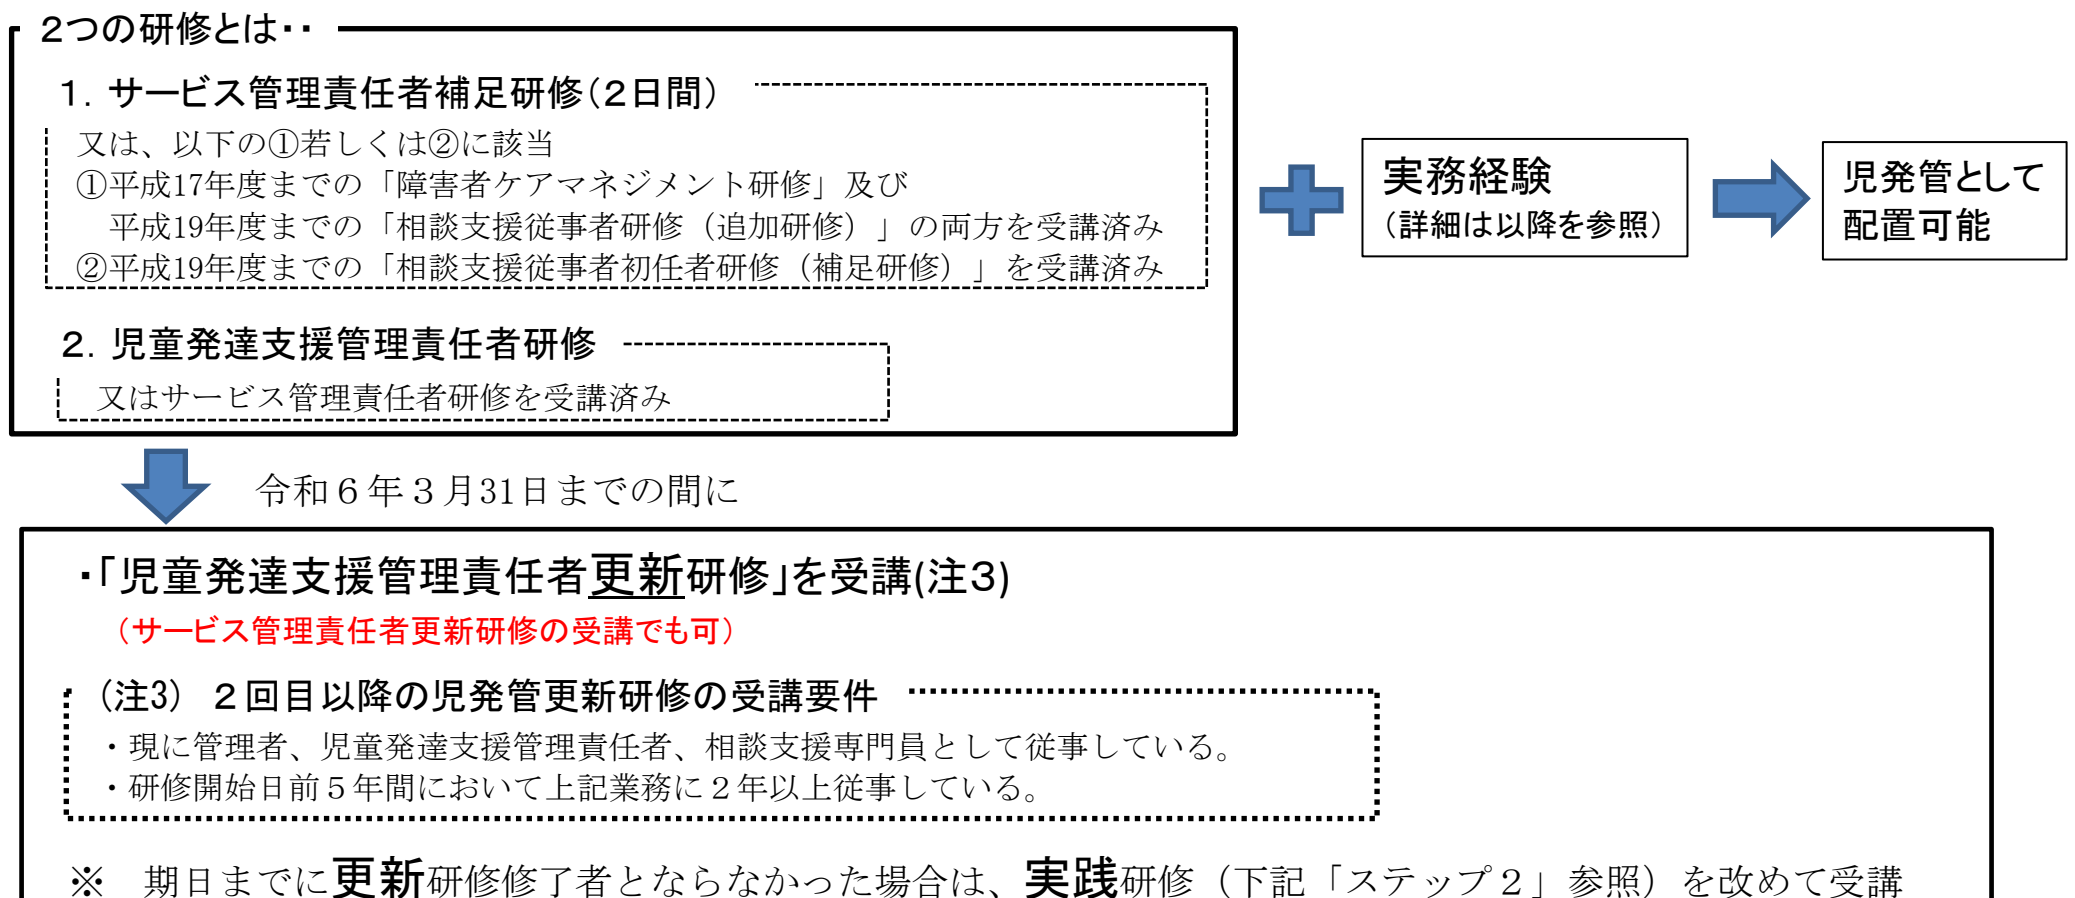 ２つの研修とは・・
１．サービス管理責任者補足研修（２日間）
又は、以下の①若しくは②に該当
①平成17年度までの「障害者ケアマネジメント研修」及び
平成19年度までの「相談支援従事者研修（追加研修）」の両方を受講済み
②平成19年度までの「相談支援従事者初任者研修（補足研修）」を受講済み
２．児童発達支援管理責任者研修
又はサービス管理責任者研修を受講済み
実務経験
（詳細は以降を参照）
児発管として
配置可能
令和６年３月31日までの間に
・「児童発達支援管理責任者更新研修」を受講(注３)
（サービス管理責任者更新研修の受講でも可）
（注3）　２回目以降の児発管更新研修の受講要件
・現に管理者、児童発達支援管理責任者、相談支援専門員として従事している。
・研修開始日前５年間において上記業務に２年以上従事している。
※　期日までに更新研修修了者とならなかった場合は、実践研修（下記「ステップ２」参照）を改めて受講